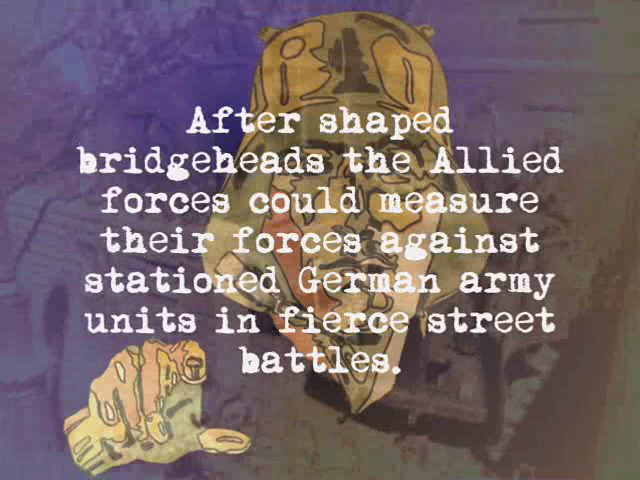 After shaped
bridgeheads the Allied
forces could measure
their forces against
stationed German army
units in fierce street
battles.